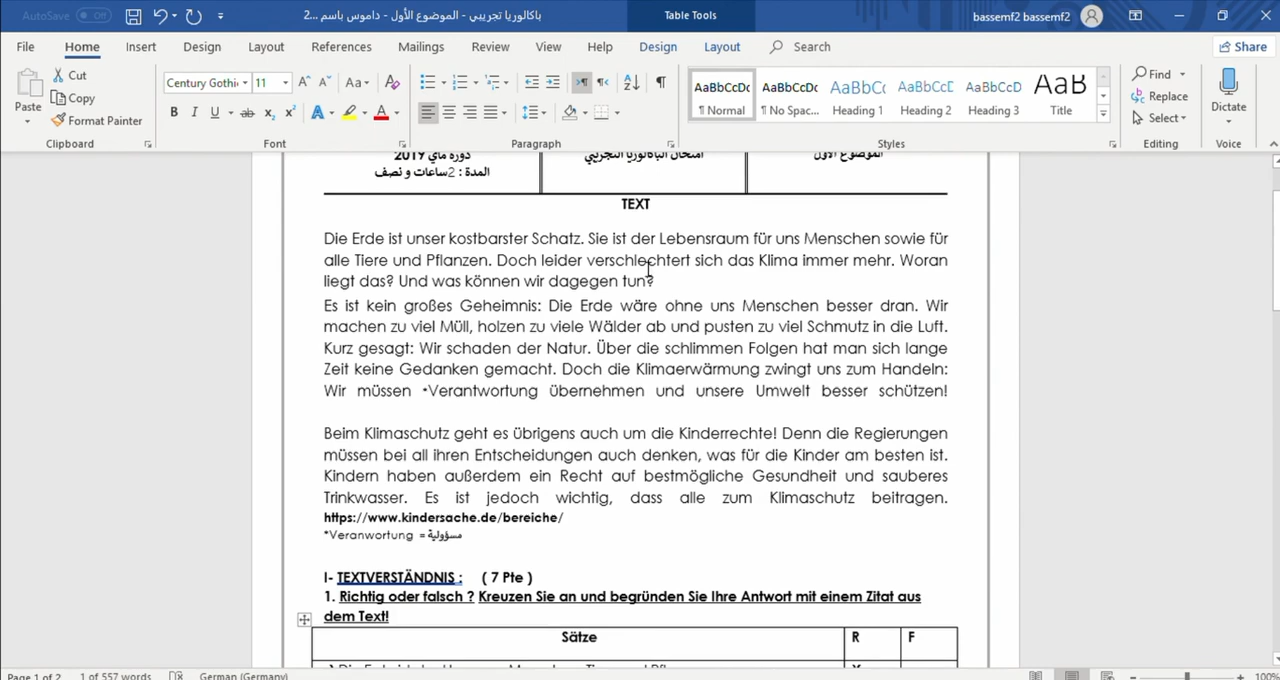 AutoSave Off
باكالوريا تجريبي - الموضوع الأول - داموس باسم ...2
Table Tools
bassemf2 bassemf2
File Home Insert Design Layout References Mailings Review View Help Design Layout Search Share
Paste
Cut
Copy
Format Painter
Century Gothi 11
AaBbCcDc AaBbCcDc AaBbCc AaBbCcD AaBbCcD AaB
¶ Normal ¶ No Spac... Heading 1 Heading 2 Heading 3 Title
Find
Replace
Select
Dictate
Clipboard Font Paragraph Styles Editing Voice
الموضوع الأول
امتحان الباكالوريا التجريبي
دورة ماي 2019
المدة : 2ساعات و نصف
TEXT
Die Erde ist unser kostbarster Schatz. Sie ist der Lebensraum für uns Menschen sowie für
alle Tiere und Pflanzen. Doch leider verschlechtert sich das Klima immer mehr. Woran
liegt das? Und was können wir dagegen tun?
Es ist kein großes Geheimnis: Die Erde wäre ohne uns Menschen besser dran. Wir
machen zu viel Müll, holzen zu viele Wälder ab und pusten zu viel Schmutz in die Luft.
Kurz gesagt: Wir schaden der Natur. Über die schlimmen Folgen hat man sich lange
Zeit keine Gedanken gemacht. Doch die Klimaerwärmung zwingt uns zum Handeln:
Wir müssen *Verantwortung übernehmen und unsere Umwelt besser schützen!
Beim Klimaschutz geht es übrigens auch um die Kinderrechte! Denn die Regierungen
müssen bei all ihren Entscheidungen auch denken, was für die Kinder am besten ist.
Kindern haben außerdem ein Recht auf bestmögliche Gesundheit und sauberes
Trinkwasser. Es ist jedoch wichtig, dass alle zum Klimaschutz beitragen.
https://www.kindersache.de/bereiche/
*Veranwortung = مسؤولية
I- TEXTVERSTÄNDNIS : ( 7 Pte )
1. Richtig oder falsch ? Kreuzen Sie an und begründen Sie Ihre Antwort mit einem Zitat aus
dem Text!
Sätze R F
Page 1 of 2 1 of 557 words German (Germany) 100%